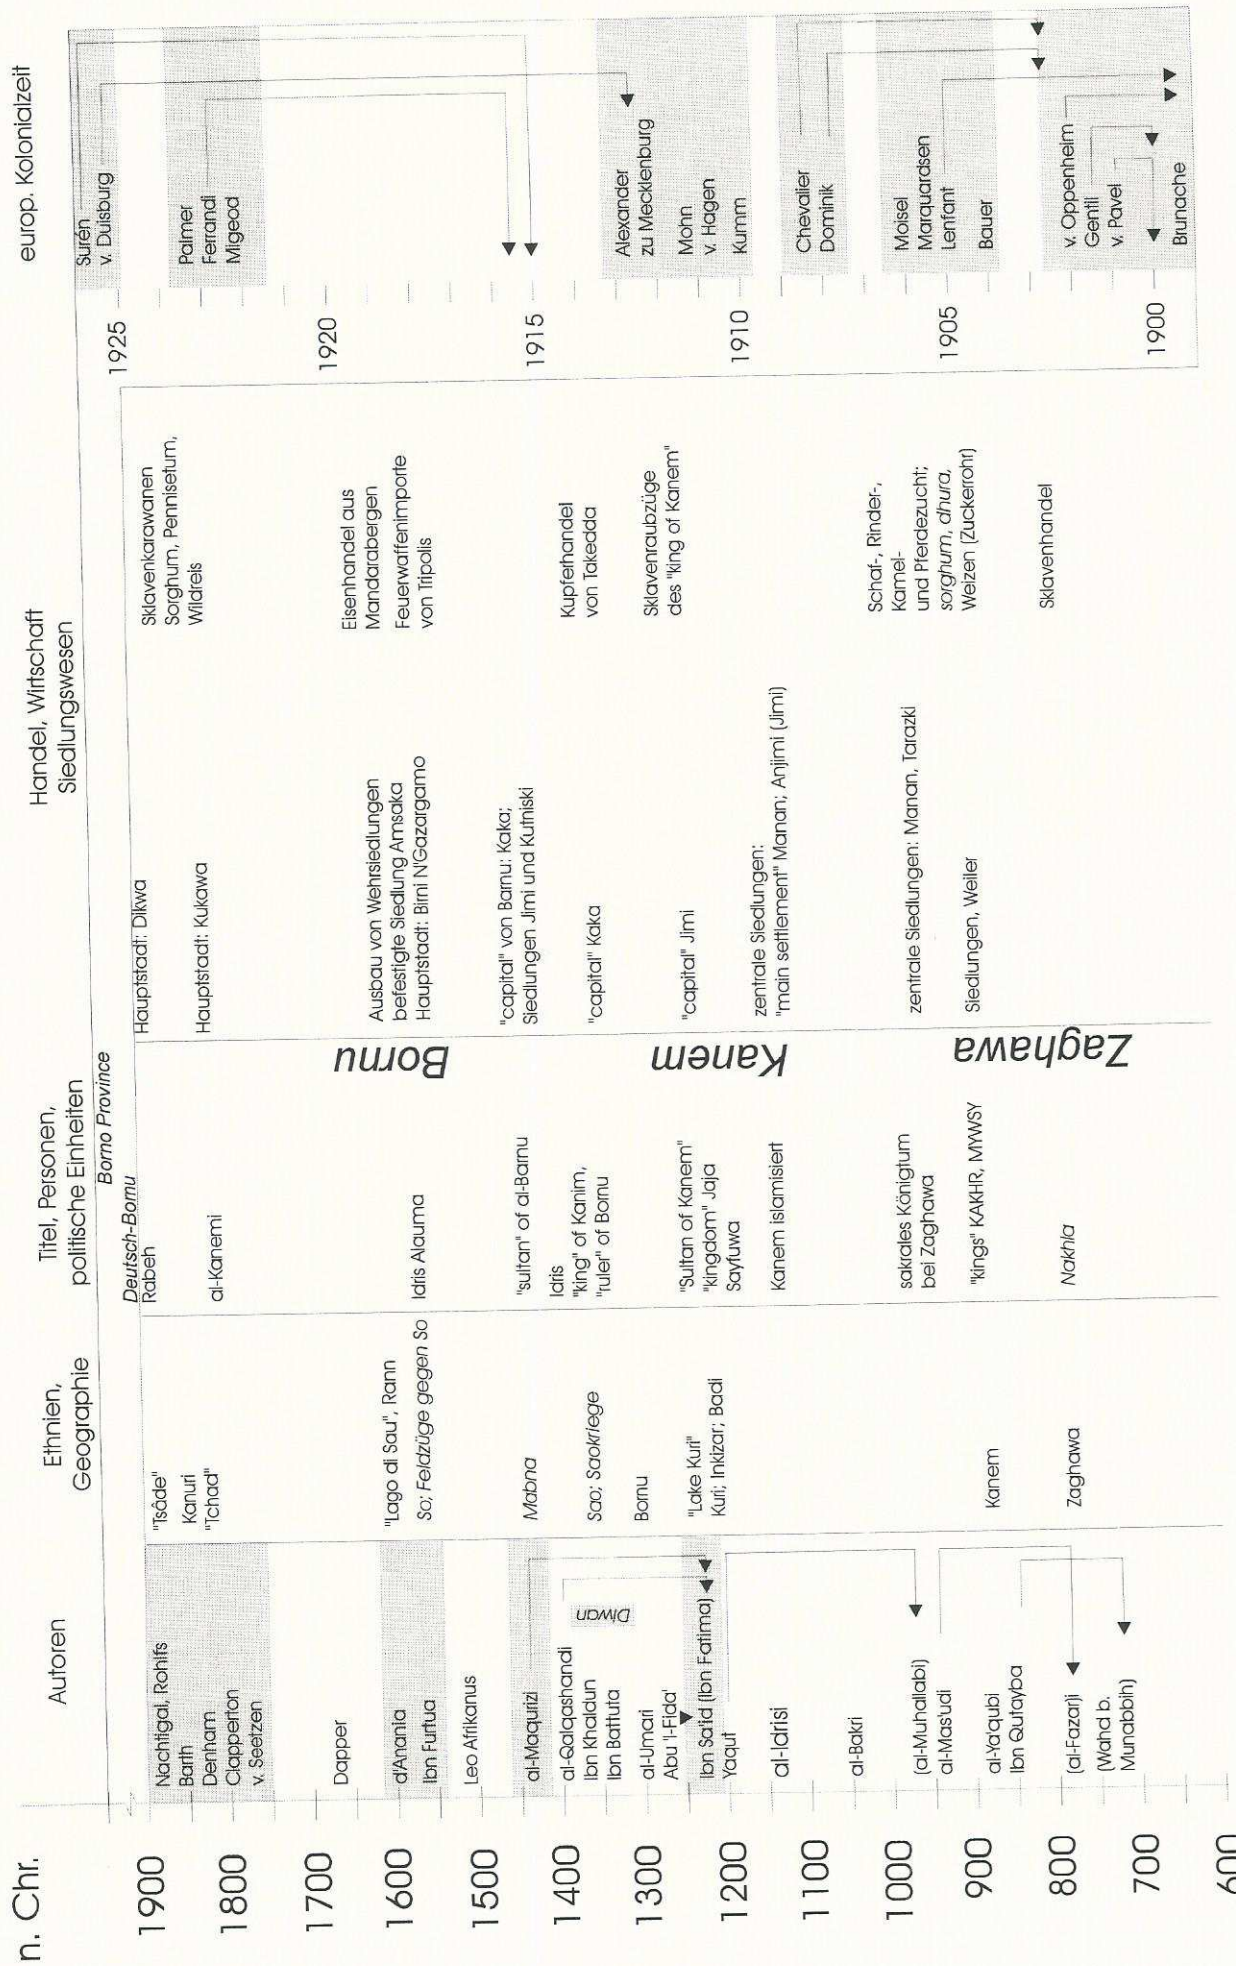 n. Chr.
Autoren
Ethnien,
Geographie
Titel, Personen,
politische Einheiten
Handel, Wirtschaft
Siedlungswesen
europ. Kolonialzeit
Borno Province
Deutsch-Bornu
1900
1800
1700
1600
1500
1400
1300
1200
1100
1000
900
800
700
600
Nachtigal, Rohlfs
Barth
Denham
Clapperton
v. Seetzen
Dapper
d'Anania
Ibn Furtua
Leo Afrikanus
al-Maqurizi
al-Qalqashandi
Ibn Khaldun
Ibn Battuta
al-Umari
Abu 'l-Fida'
Ibn Sa'id (Ibn Fatima)
Yaqut
al-Idrisi
al-Bakri
(al-Muhallabi)
al-Mas'udi
al-Ya'qubi
Ibn Qutayba
(al-Fazari)
(Wahd b.
Munabbih)
Diwan
"Tsâde"
Kanuri
"Tchad"
"Lago di Sau", Rann
So; Feldzüge gegen So
Mabna
Sao; Saokriege
Bornu
"Lake Kuri"
Kuri; Inkizar; Badi
Kanem
Zaghawa
Rabeh
al-Kanemi
Idris Alauma
"sultan" of al-Barnu
Idris
"king" of Kanim,
"ruler" of Bornu
"Sultan of Kanem"
"kingdom" Jaja
Sayfuwa
Kanem islamisiert
sakrales Königtum
bei Zaghawa
"kings" KAKHR, MYWSY
Nakhla
Bornu
Kanem
Zaghawa
Hauptstadt: Dikwa
Hauptstadt: Kukawa
Ausbau von Wehrsiedlungen
befestigte Siedlung Amsaka
Hauptstadt: Birni N'Gazargamo
"capital" von Barnu: Kaka;
Siedlungen Jimi und Kutniski
"capital" Kaka
"capital" Jimi
zentrale Siedlungen:
"main settlement" Manan; Anjimi (Jimi)
zentrale Siedlungen: Manan, Tarazki
Siedlungen, Weiler
Sklavenkarawanen
Sorghum, Pennisetum,
Wildreis
Eisenhandel aus
Mandarabergen
Feuerwaffenimporte
von Tripolis
Kupferhandel
von Takedda
Sklavenraubzüge
des "king of Kanem"
Schaf-, Rinder-,
Kamel-
und Pferdezucht;
sorghum, dhura,
Weizen (Zuckerrohr)
Sklavenhandel
1925
1920
1915
1910
1905
1900
Surén
v. Duisburg
Palmer
Ferrandi
Migeod
Alexander
zu Mecklenburg
Mohn
v. Hagen
Kumm
Chevalier
Dominik
Moisel
Marquardsen
Lenfant
Bauer
v. Oppenheim
Gentil
v. Pavel
Brunache